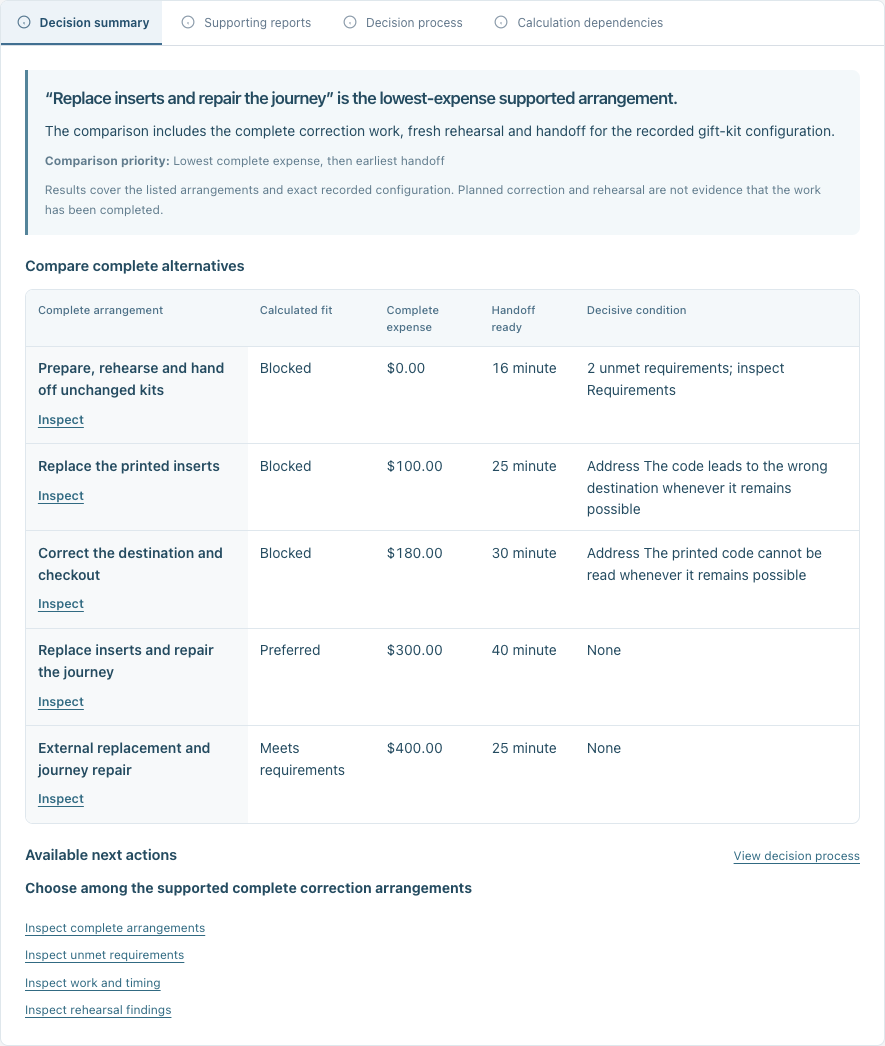 Decision summary
Supporting reports
Decision process
Calculation dependencies
“Replace inserts and repair the journey” is the lowest-expense supported arrangement.
The comparison includes the complete correction work, fresh rehearsal and handoff for the recorded gift-kit configuration.
Comparison priority: Lowest complete expense, then earliest handoff
Results cover the listed arrangements and exact recorded configuration. Planned correction and rehearsal are not evidence that the work
has been completed.
Compare complete alternatives
Complete arrangement
Calculated fit
Complete
expense
Handoff
ready
Decisive condition
Prepare, rehearse and hand
off unchanged kits
Inspect
Blocked
$0.00
16 minute
2 unmet requirements; inspect
Requirements
Replace the printed inserts
Inspect
Blocked
$100.00
25 minute
Address The code leads to the wrong
destination whenever it remains
possible
Correct the destination and
checkout
Inspect
Blocked
$180.00
30 minute
Address The printed code cannot be
read whenever it remains possible
Replace inserts and repair
the journey
Inspect
Preferred
$300.00
40 minute
None
External replacement and
journey repair
Inspect
Meets
requirements
$400.00
25 minute
None
Available next actions
View decision process
Choose among the supported complete correction arrangements
Inspect complete arrangements
Inspect unmet requirements
Inspect work and timing
Inspect rehearsal findings